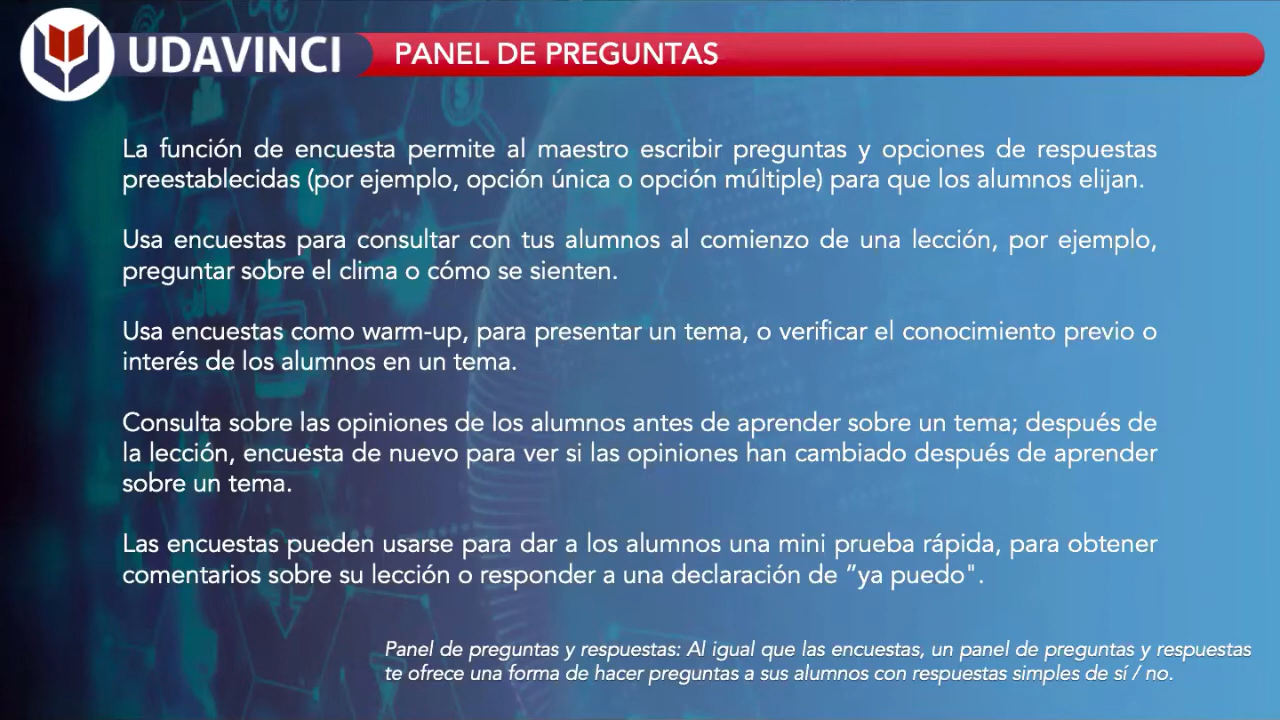 UDAVINCI
PANEL DE PREGUNTAS
La función de encuesta permite al maestro escribir preguntas y opciones de respuestas
preestablecidas (por ejemplo, opción única o opción múltiple) para que los alumnos elijan.
Usa encuestas para consultar con tus alumnos al comienzo de una lección, por ejemplo,
preguntar sobre el clima o cómo se sienten.
Usa encuestas como warm-up, para presentar un tema, o verificar el conocimiento previo o
interés de los alumnos en un tema.
Consulta sobre las opiniones de los alumnos antes de aprender sobre un tema; después de
la lección, encuesta de nuevo para ver si las opiniones han cambiado después de aprender
sobre un tema.
Las encuestas pueden usarse para dar a los alumnos una mini prueba rápida, para obtener
comentarios sobre su lección o responder a una declaración de ”ya puedo".
Panel de preguntas y respuestas: Al igual que las encuestas, un panel de preguntas y respuestas
te ofrece una forma de hacer preguntas a sus alumnos con respuestas simples de sí / no.